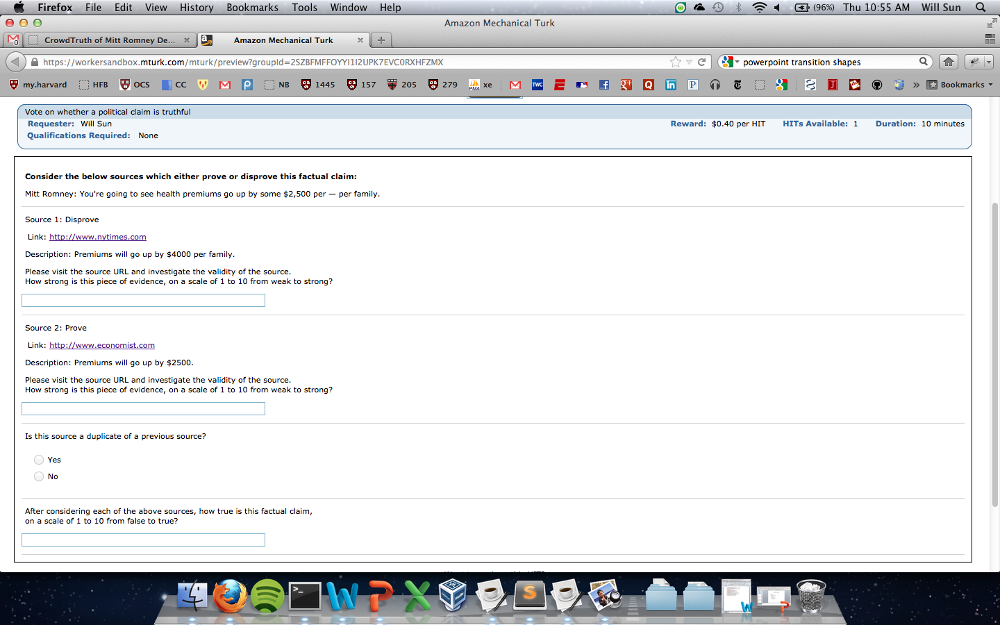 Firefox File Edit View History Bookmarks Tools Window Help (96%) Thu 10:55 AM Will Sun
Amazon Mechanical Turk
CrowdTruth of Mitt Romney De... Amazon Mechanical Turk
https://workersandbox.mturk.com/mturk/preview?groupId=2SZBFMFFOYYI1I2UPK7EVC0RXHFZMX powerpoint transition shapes
my.harvard HFB OCS CC NB 1445 157 205 279 xe Bookmarks
Vote on whether a political claim is truthful
Requester: Will Sun Reward: $0.40 per HIT HITs Available: 1 Duration: 10 minutes
Qualifications Required: None
Consider the below sources which either prove or disprove this factual claim:
Mitt Romney: You're going to see health premiums go up by some $2,500 per — per family.
Source 1: Disprove
Link: http://www.nytimes.com
Description: Premiums will go up by $4000 per family.
Please visit the source URL and investigate the validity of the source.
How strong is this piece of evidence, on a scale of 1 to 10 from weak to strong?
Source 2: Prove
Link: http://www.economist.com
Description: Premiums will go up by $2500.
Please visit the source URL and investigate the validity of the source.
How strong is this piece of evidence, on a scale of 1 to 10 from weak to strong?
Is this source a duplicate of a previous source?
Yes
No
After considering each of the above sources, how true is this factual claim,
on a scale of 1 to 10 from false to true?